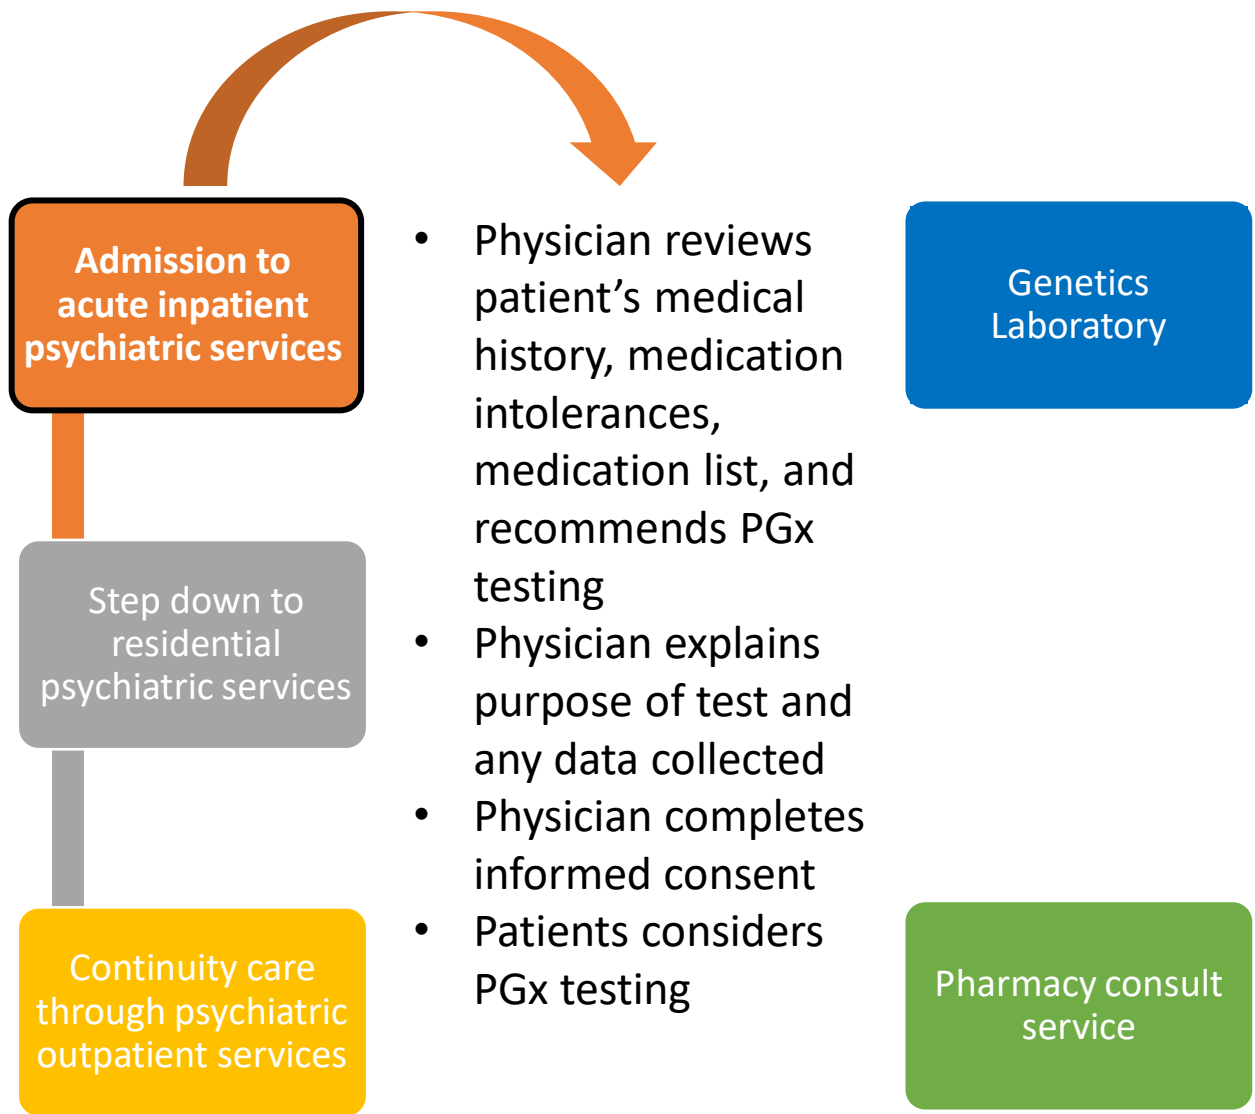 Admission to
acute inpatient
psychiatric services
Step down to
residential
psychiatric services
Continuity care
through psychiatric
outpatient services
• Physician reviews
patient’s medical
history, medication
intolerances,
medication list, and
recommends PGx
testing
• Physician explains
purpose of test and
any data collected
• Physician completes
informed consent
• Patients considers
PGx testing
Genetics
Laboratory
Pharmacy consult
service